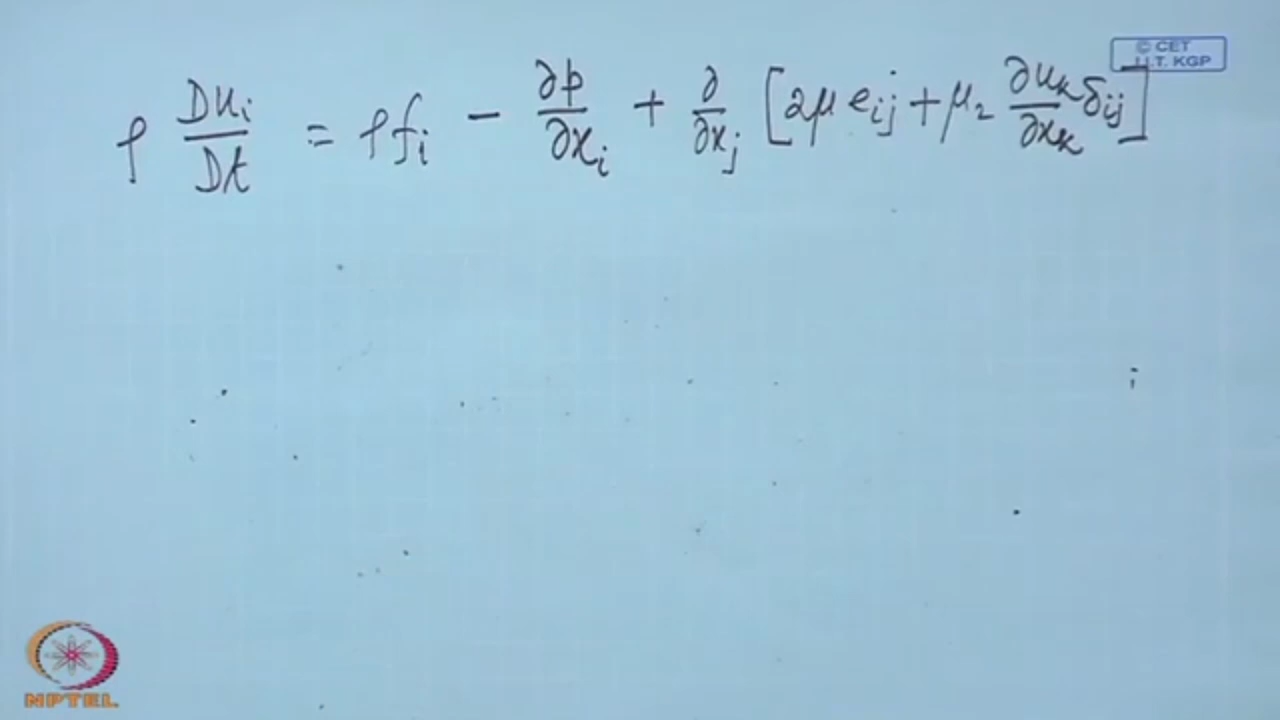 © CET
I.I.T. KGP
ρ Du_i/Dt = ρf_i - ∂p/∂x_i + ∂/∂x_j [2μ e_ij + μ_2 ∂u_k/∂x_k δ_ij]
NPTEL